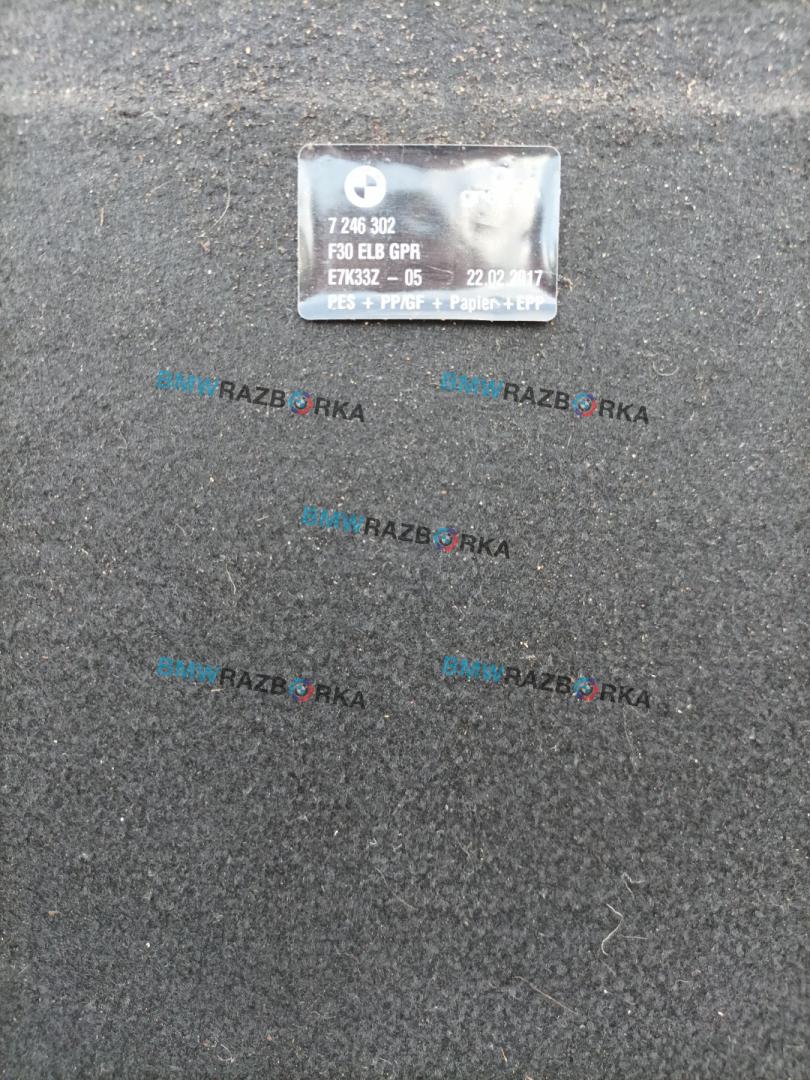 7 246 302
F30 ELB GPR
E7K33Z - 05 22.02.2017
PES + PP/GF + Papier + EPP
BMWRAZBORKA BMWRAZBORKA
BMWRAZBORKA
BMWRAZBORKA BMWRAZBORKA